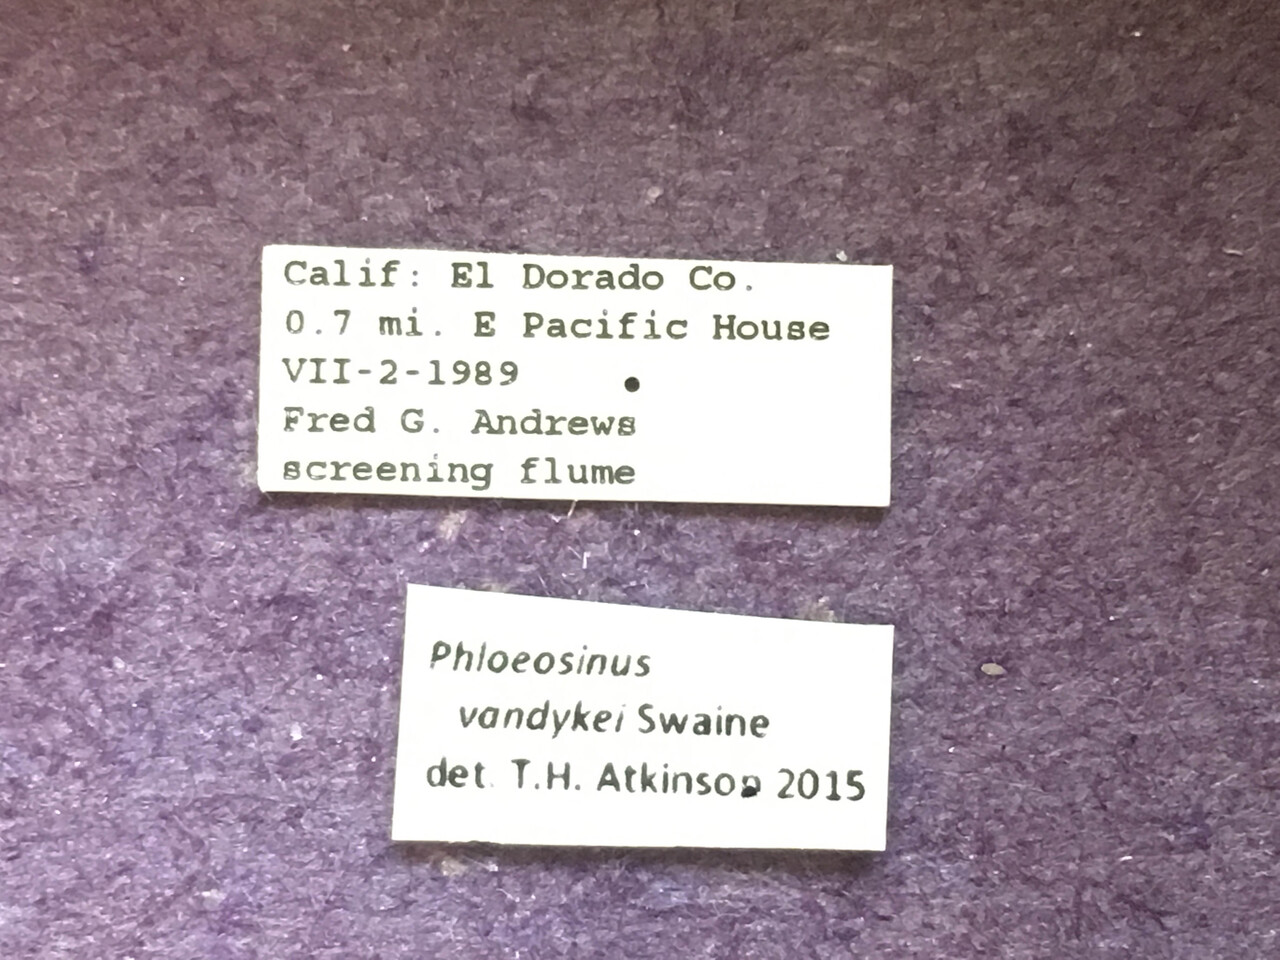 Calif: El Dorado Co.
0.7 mi. E Pacific House
VII-2-1989
Fred G. Andrews
screening flume
Phloeosinus
vandykei Swaine
det. T.H. Atkinson 2015